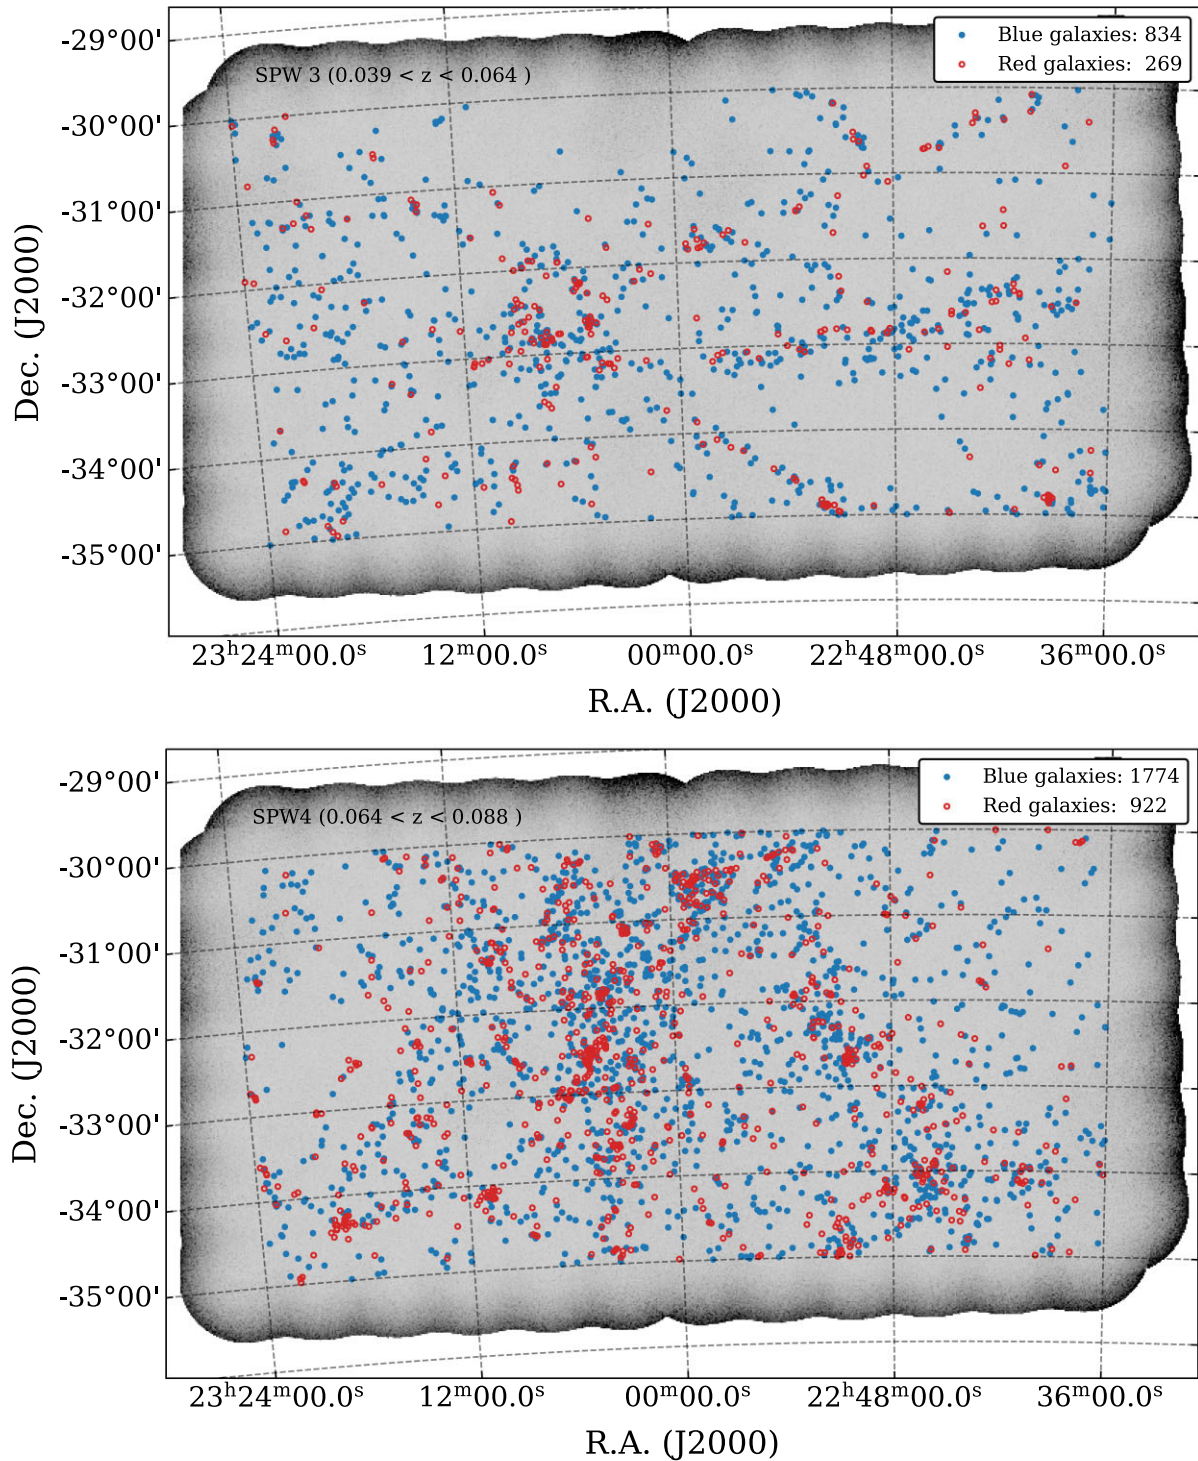 -29°00'
-30°00'
-31°00'
-32°00'
-33°00'
-34°00'
-35°00'
Dec. (J2000)
SPW 3 (0.039 < z < 0.064 )
Blue galaxies: 834
Red galaxies: 269
23ʰ24ᵐ00.0ˢ
12ᵐ00.0ˢ
00ᵐ00.0ˢ
22ʰ48ᵐ00.0ˢ
36ᵐ00.0ˢ
R.A. (J2000)
-29°00'
-30°00'
-31°00'
-32°00'
-33°00'
-34°00'
-35°00'
Dec. (J2000)
SPW4 (0.064 < z < 0.088 )
Blue galaxies: 1774
Red galaxies: 922
23ʰ24ᵐ00.0ˢ
12ᵐ00.0ˢ
00ᵐ00.0ˢ
22ʰ48ᵐ00.0ˢ
36ᵐ00.0ˢ
R.A. (J2000)